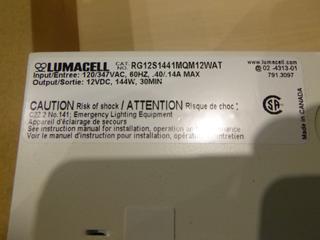 LUMACELL CAT. NO. RG12S1441MQM12WAT
www.lumacell.com
Input/Entree: 120/347VAC, 60HZ, .40/.14A MAX
02-4313-01
Output/Sortie: 12VDC, 144W, 30MIN
791.3097
CAUTION Risk of shock / ATTENTION Risque de choc
C22.2 No.141; Emergency Lighting Equipment
Appareil d'éclairage de secours
See instruction manual for installation, operation and maintenance
Voir manuel d'instruction pour l'installation, l'opération et l'entretien
Made in CANADA